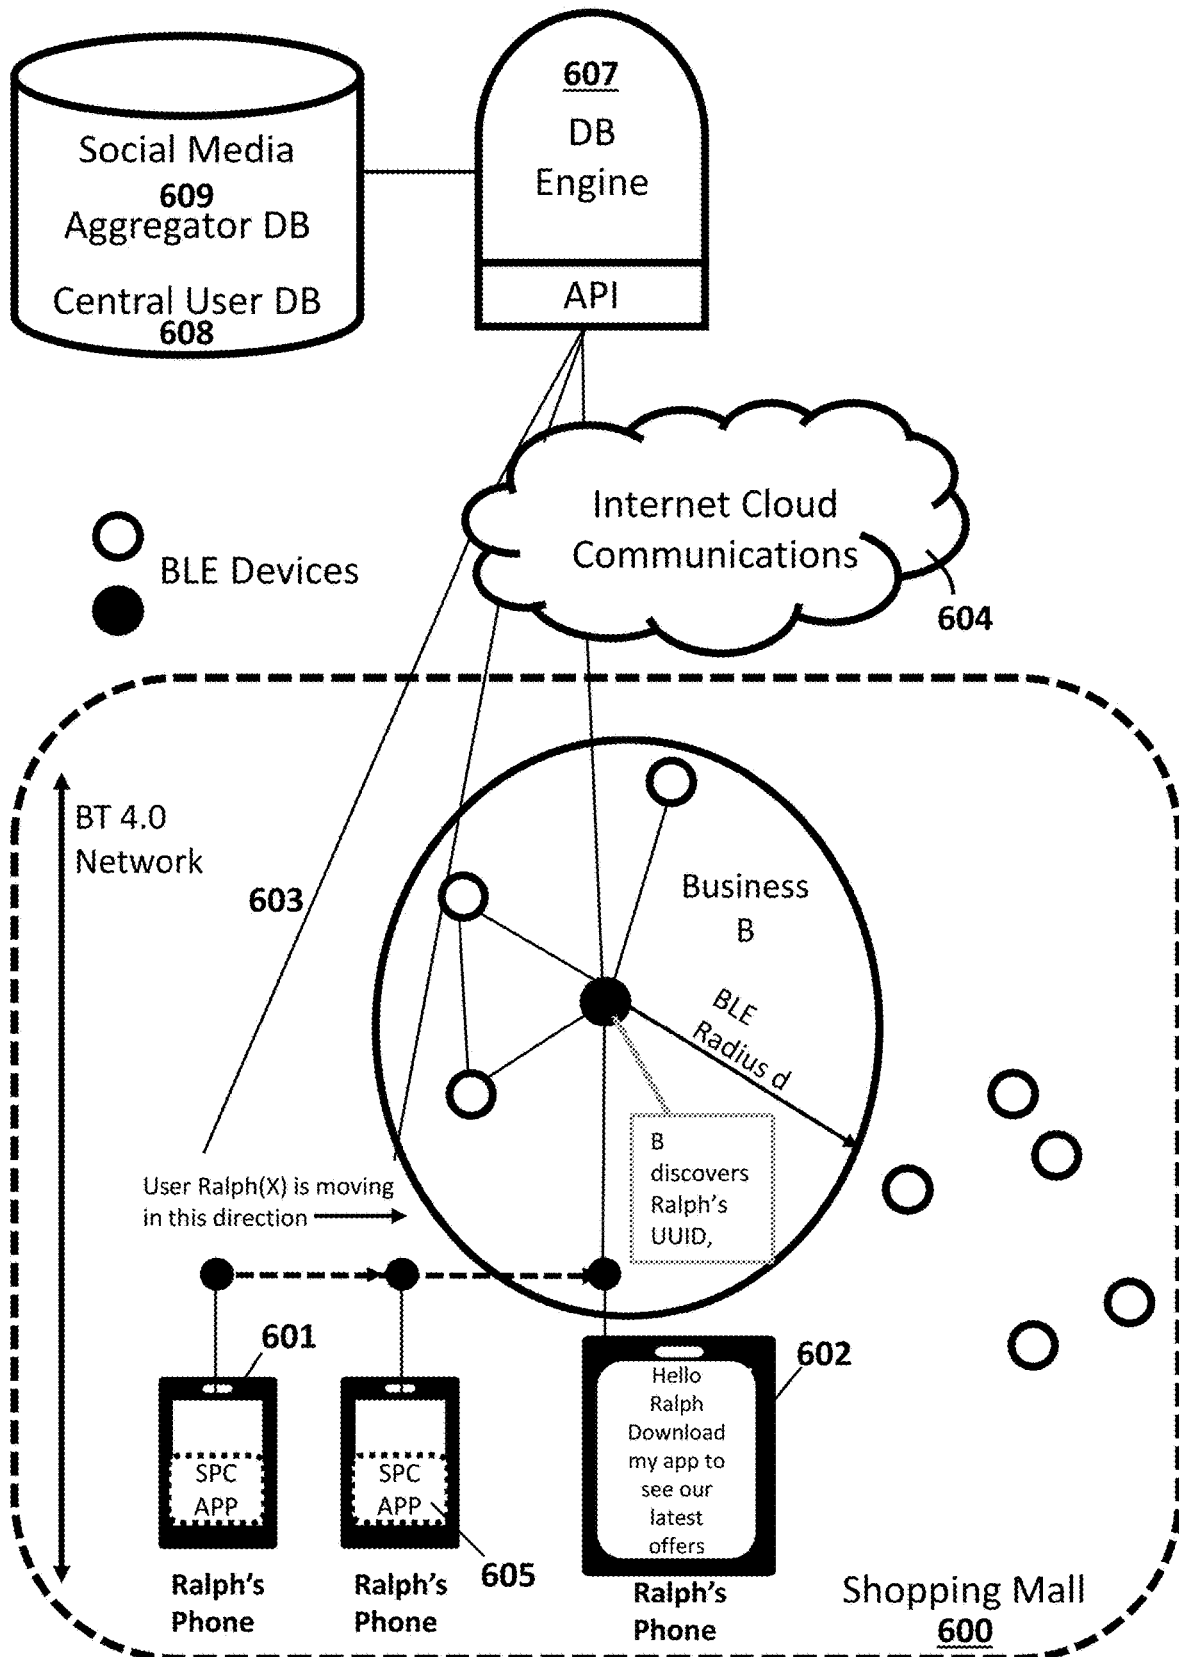 607
DB
Engine
API
Social Media
609
Aggregator DB
Central User DB
608
BLE Devices
Internet Cloud
Communications
604
BT 4.0
Network
603
Business
B
BLE
Radius d
B
discovers
Ralph's
UUID,
User Ralph(X) is moving
in this direction
601
602
SPC
APP
SPC
APP
605
Hello
Ralph
Download
my app to
see our
latest
offers
Ralph's
Phone
Ralph's
Phone
Ralph's
Phone
Shopping Mall
600